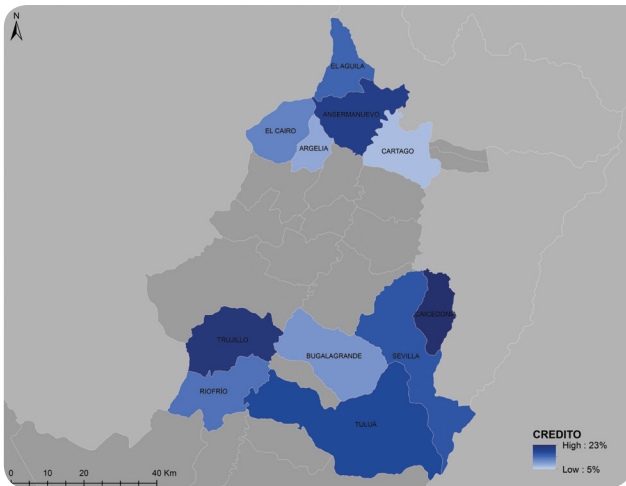 N
EL AGUILA
ANSERMANUEVO
EL CAIRO
ARGELIA
CARTAGO
CAICEDONIA
TRUJILLO
BUGALAGRANDE
SEVILLA
RIOFRÍO
TULUÁ
CREDITO
High : 23%
Low : 5%
0 10 20 40 Km